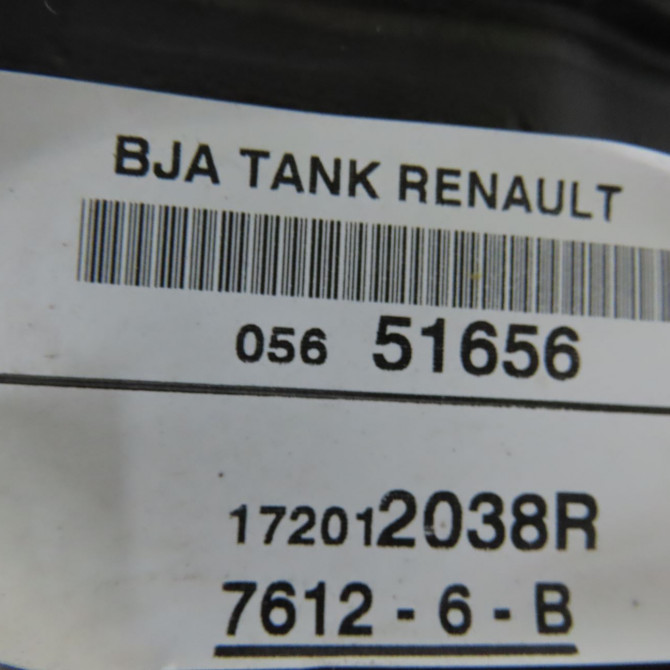 BJA TANK RENAULT
056 51656
172012038R
7612 - 6 - B